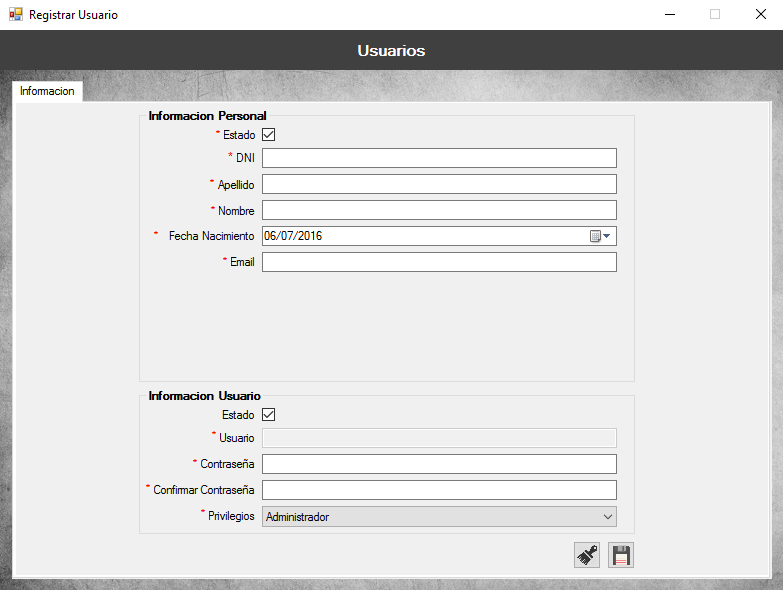 Registrar Usuario
Usuarios
Informacion
Informacion Personal
* Estado
* DNI
* Apellido
* Nombre
* Fecha Nacimiento 06/07/2016
* Email
Informacion Usuario
Estado
* Usuario
* Contraseña
* Confirmar Contraseña
* Privilegios Administrador